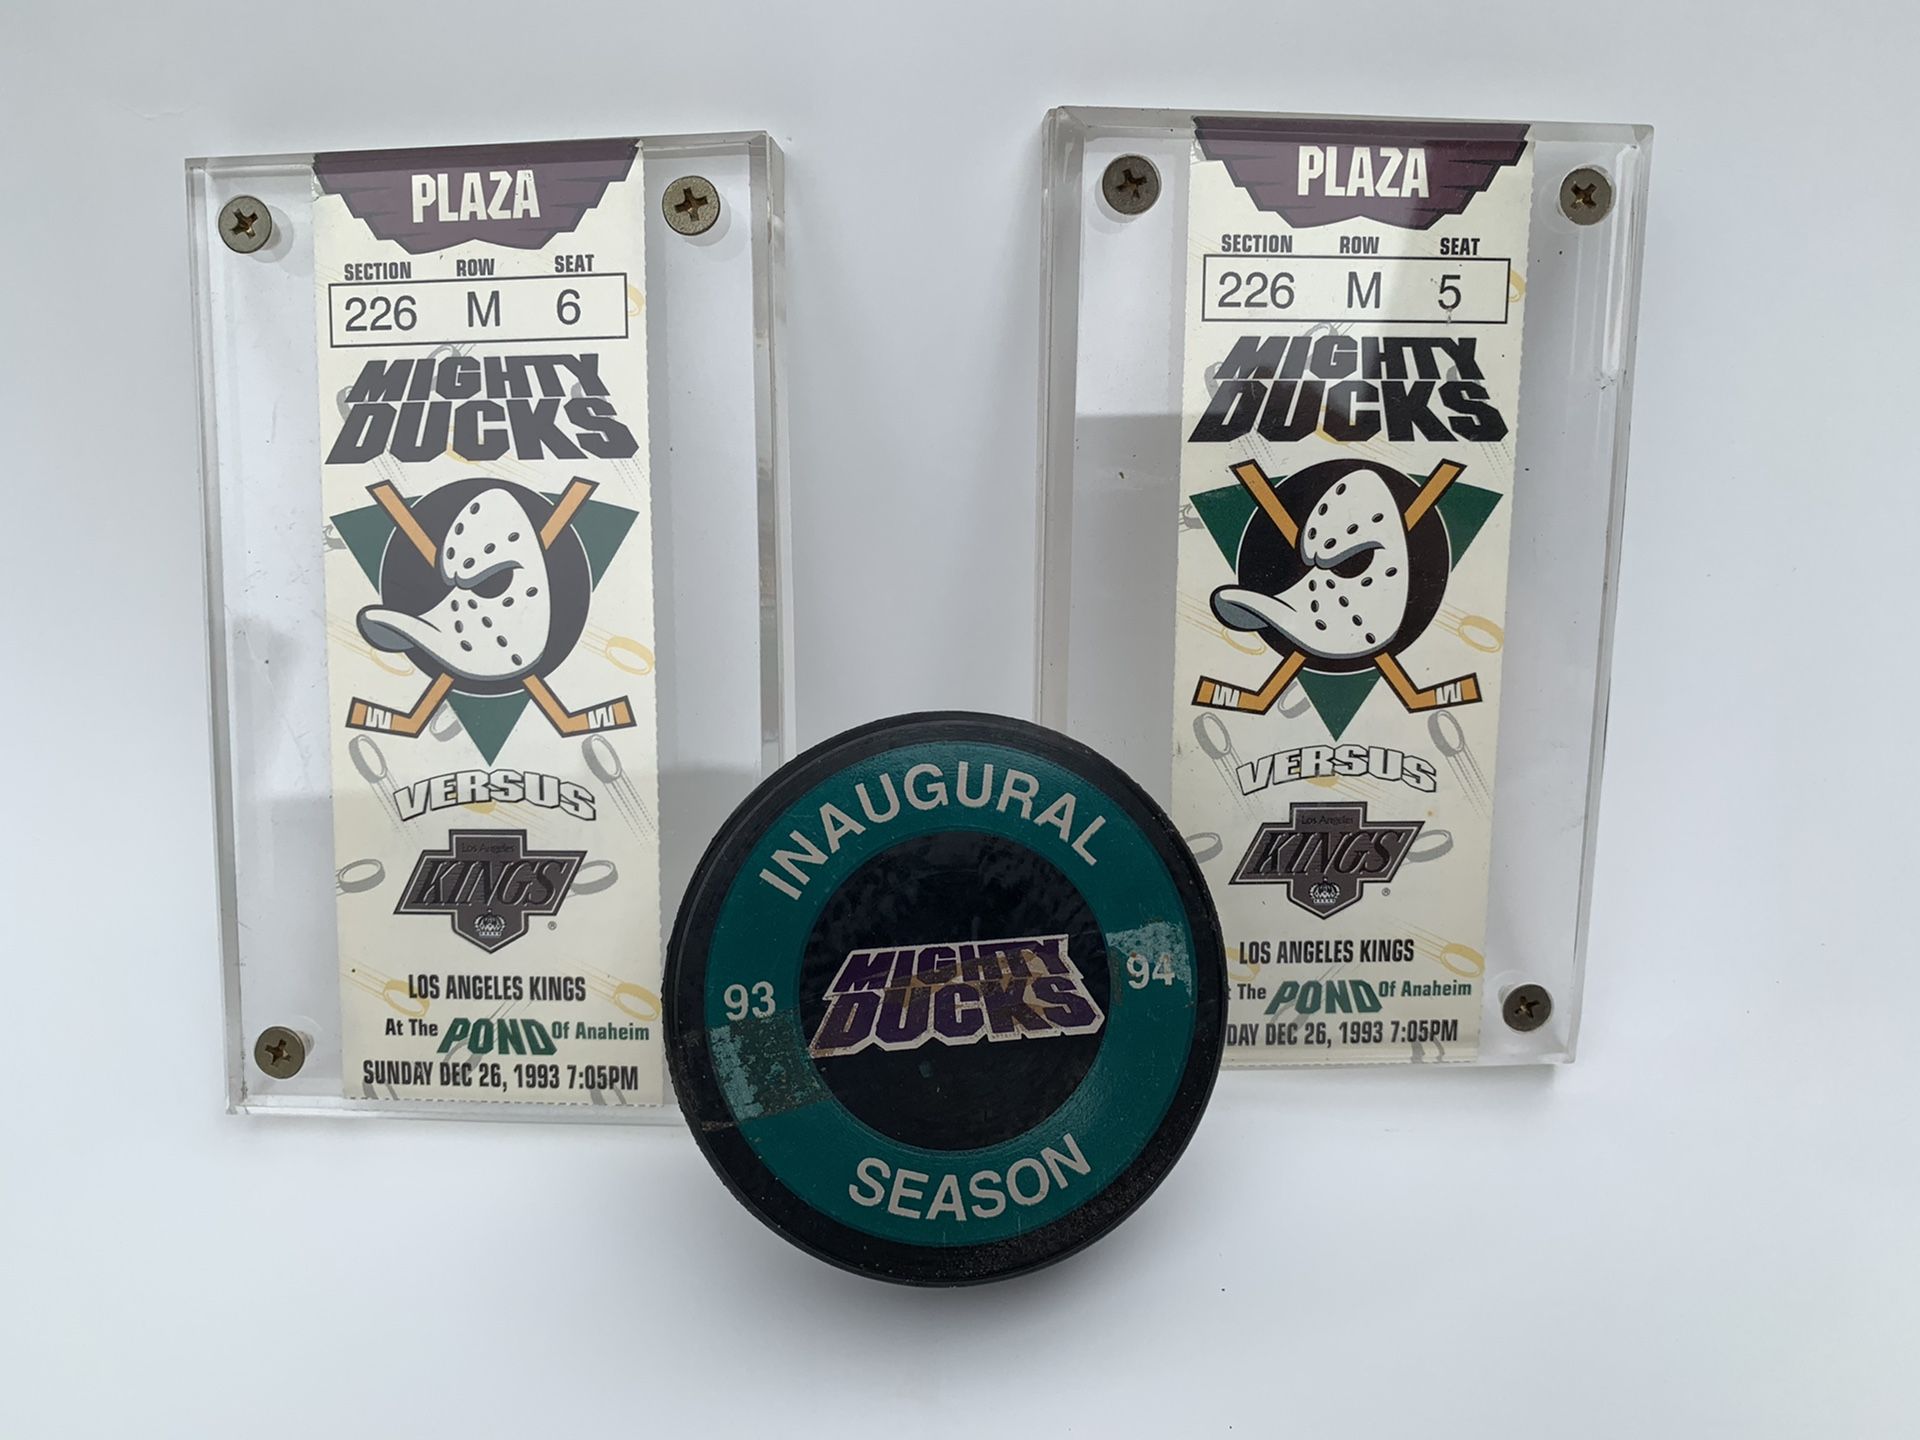 PLAZA
SECTION ROW SEAT
226 M 6
MIGHTY
DUCKS
VERSUS
Los Angeles
KINGS
®
LOS ANGELES KINGS
At The POND Of Anaheim
SUNDAY DEC 26, 1993 7:05PM
PLAZA
SECTION ROW SEAT
226 M 5
MIGHTY
DUCKS
VERSUS
Los Angeles
KINGS
®
LOS ANGELES KINGS
The POND Of Anaheim
DAY DEC 26, 1993 7:05PM
INAUGURAL
93 94
MIGHTY
DUCKS
SEASON